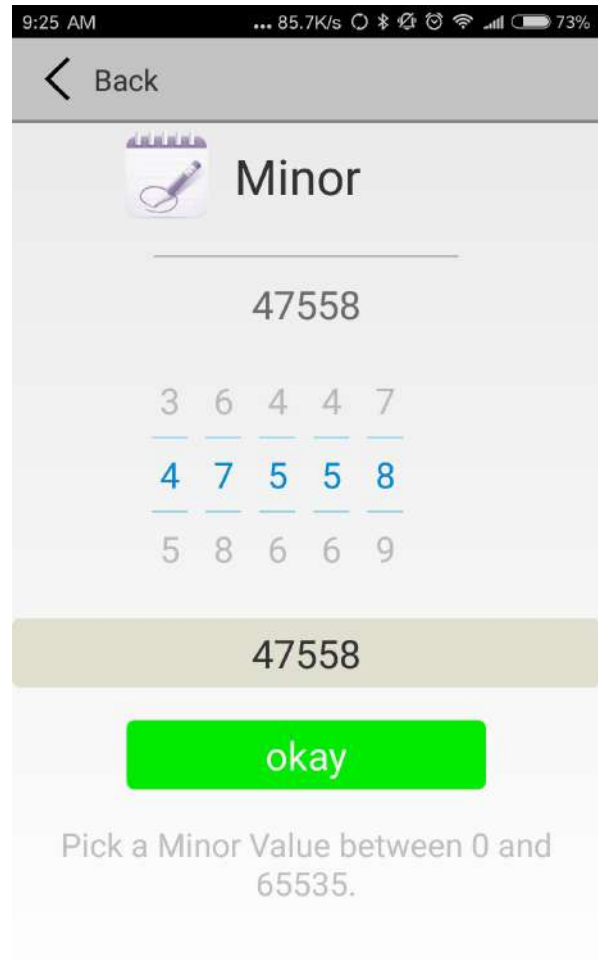 9:25 AM ... 85.7K/s 73%
Back
Minor
47558
3 6 4 4 7
4 7 5 5 8
5 8 6 6 9
47558
okay
Pick a Minor Value between 0 and
65535.